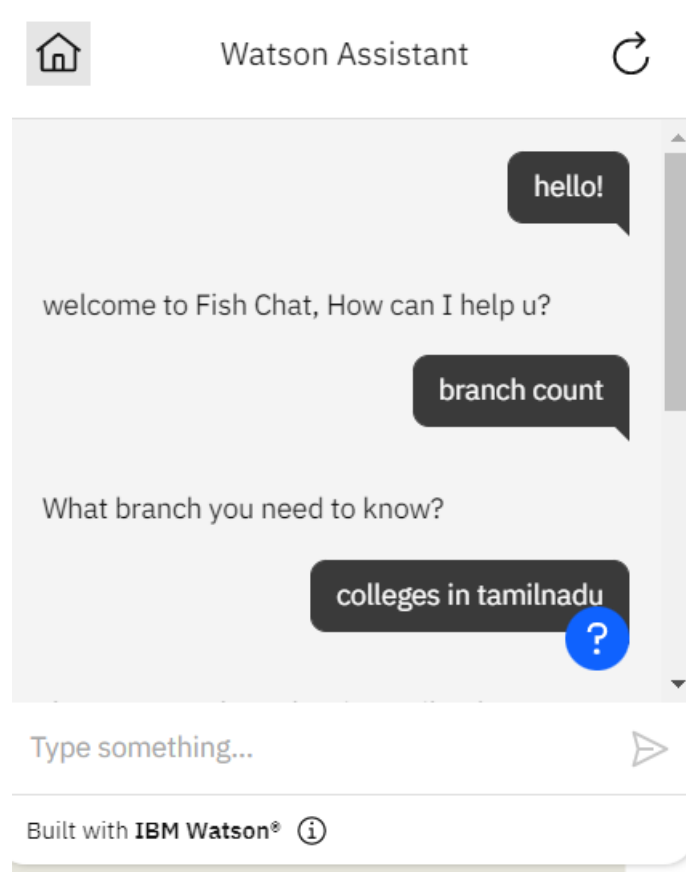 Watson Assistant
hello!
welcome to Fish Chat, How can I help u?
branch count
What branch you need to know?
colleges in tamilnadu
?
Type something...
Built with IBM Watson®